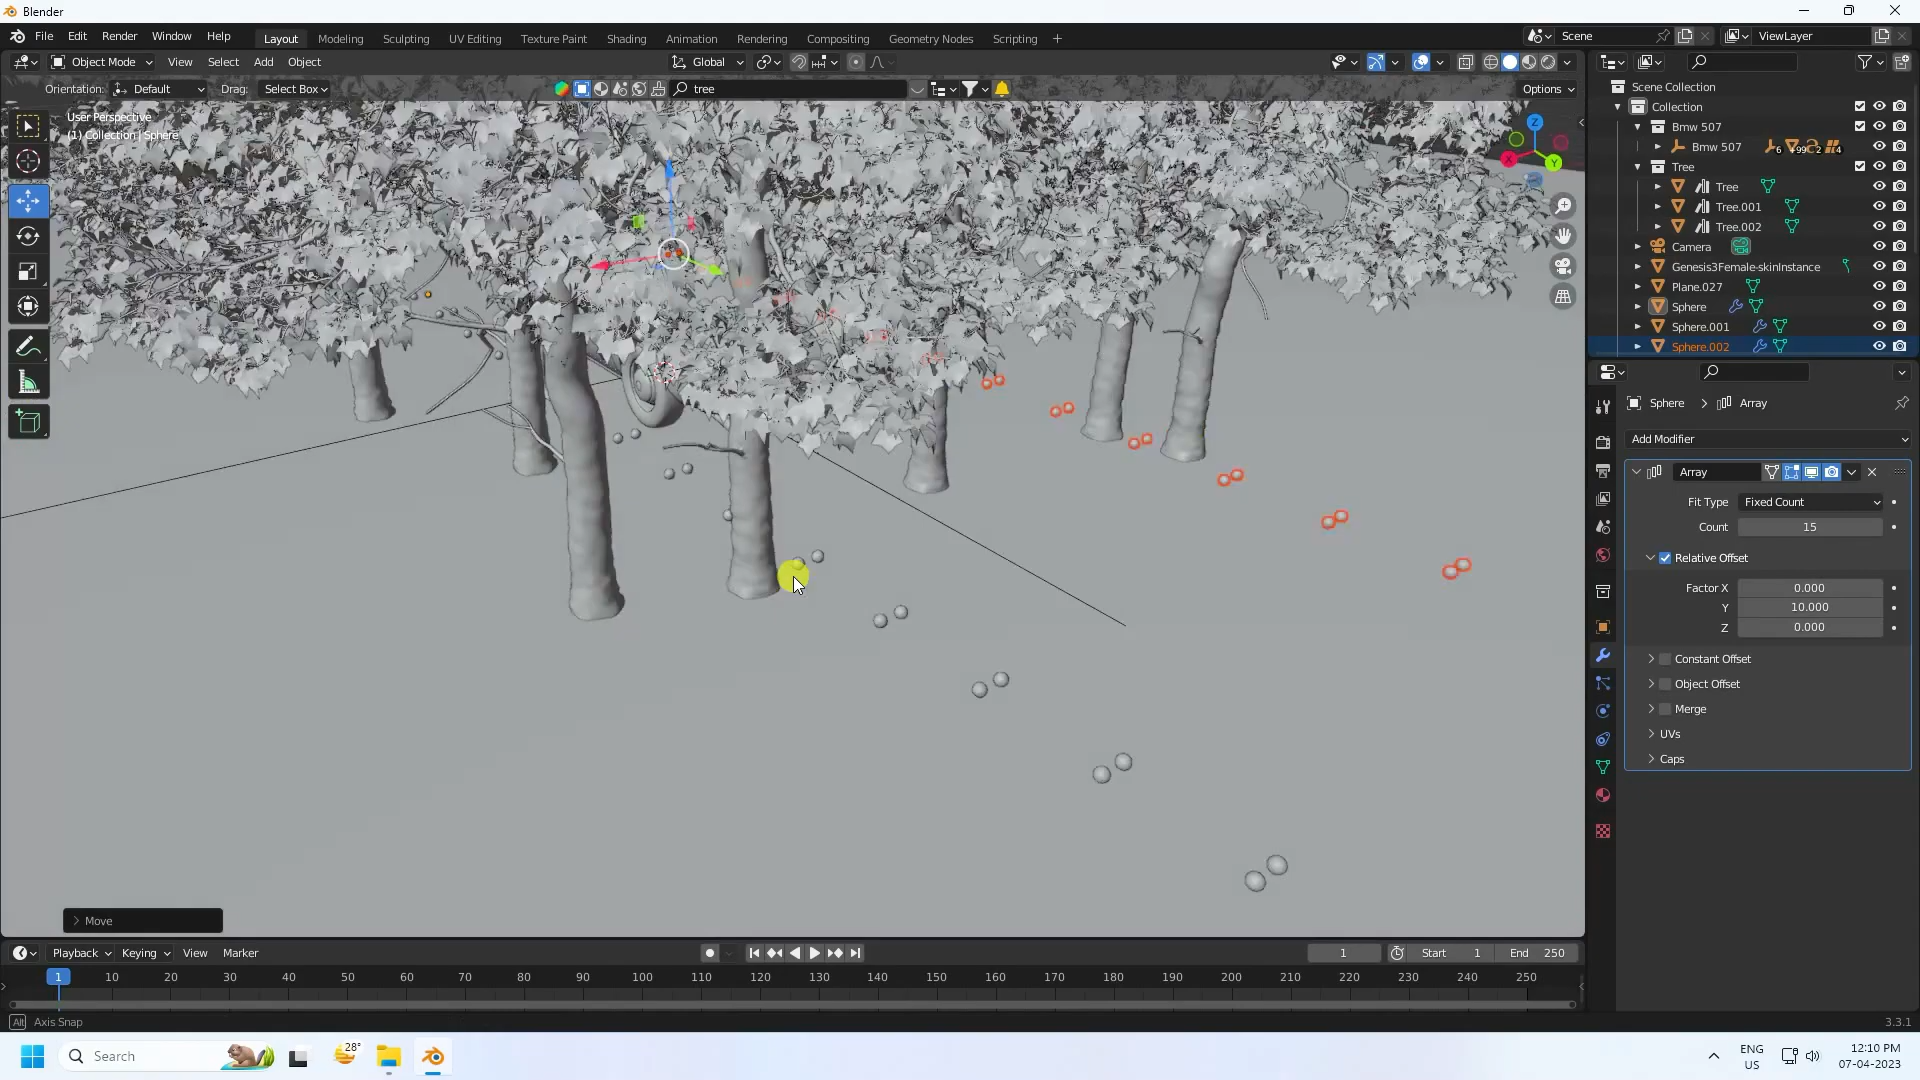 Blender
File Edit Render Window Help Layout Modeling Sculpting UV Editing Texture Paint Shading Animation Rendering Compositing Geometry Nodes Scripting + Scene ViewLayer
Object Mode View Select Add Object Global
Orientation: Default Drag: Select Box tree Options
User Perspective
(1) Collection | Sphere
Z
X
Y
Scene Collection
Collection
Bmw 507
Bmw 507 6 +99 2 4
Tree
Tree
Tree.001
Tree.002
Camera
Genesis3Female-skinInstance
Plane.027
Sphere
Sphere.001
Sphere.002
Sphere > Array
Add Modifier
Array
Fit Type Fixed Count
Count 15
Relative Offset
Factor X 0.000
Y 10.000
Z 0.000
Constant Offset
Object Offset
Merge
UVs
Caps
> Move
Playback Keying View Marker 1 Start 1 End 250
1 10 20 30 40 50 60 70 80 90 100 110 120 130 140 150 160 170 180 190 200 210 220 230 240 250
Alt Axis Snap 3.3.1
Search 28° ENG US 12:10 PM
07-04-2023